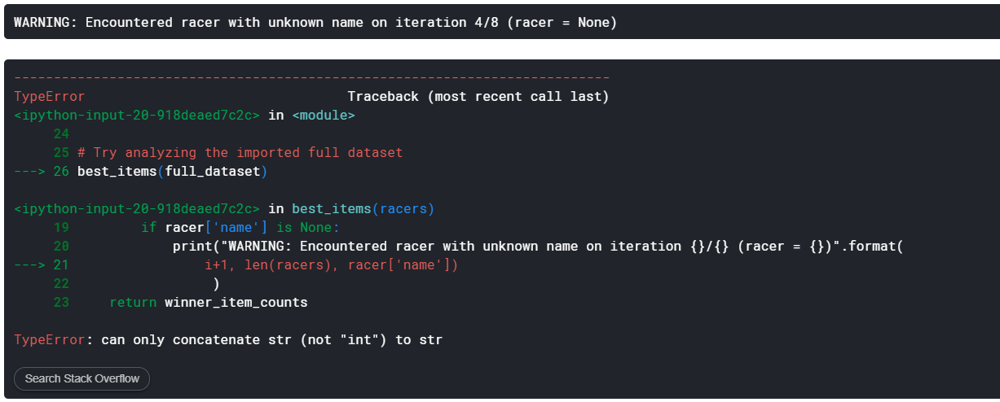 WARNING: Encountered racer with unknown name on iteration 4/8 (racer = None)
---------------------------------------------------------------------------
TypeError                                 Traceback (most recent call last)
<ipython-input-20-918deaed7c2c> in <module>
     24
     25 # Try analyzing the imported full dataset
---> 26 best_items(full_dataset)
<ipython-input-20-918deaed7c2c> in best_items(racers)
     19         if racer['name'] is None:
     20             print("WARNING: Encountered racer with unknown name on iteration {}/{} (racer = {})".format(
---> 21                 i+1, len(racers), racer['name'])
     22                  )
     23     return winner_item_counts
TypeError: can only concatenate str (not "int") to str
Search Stack Overflow